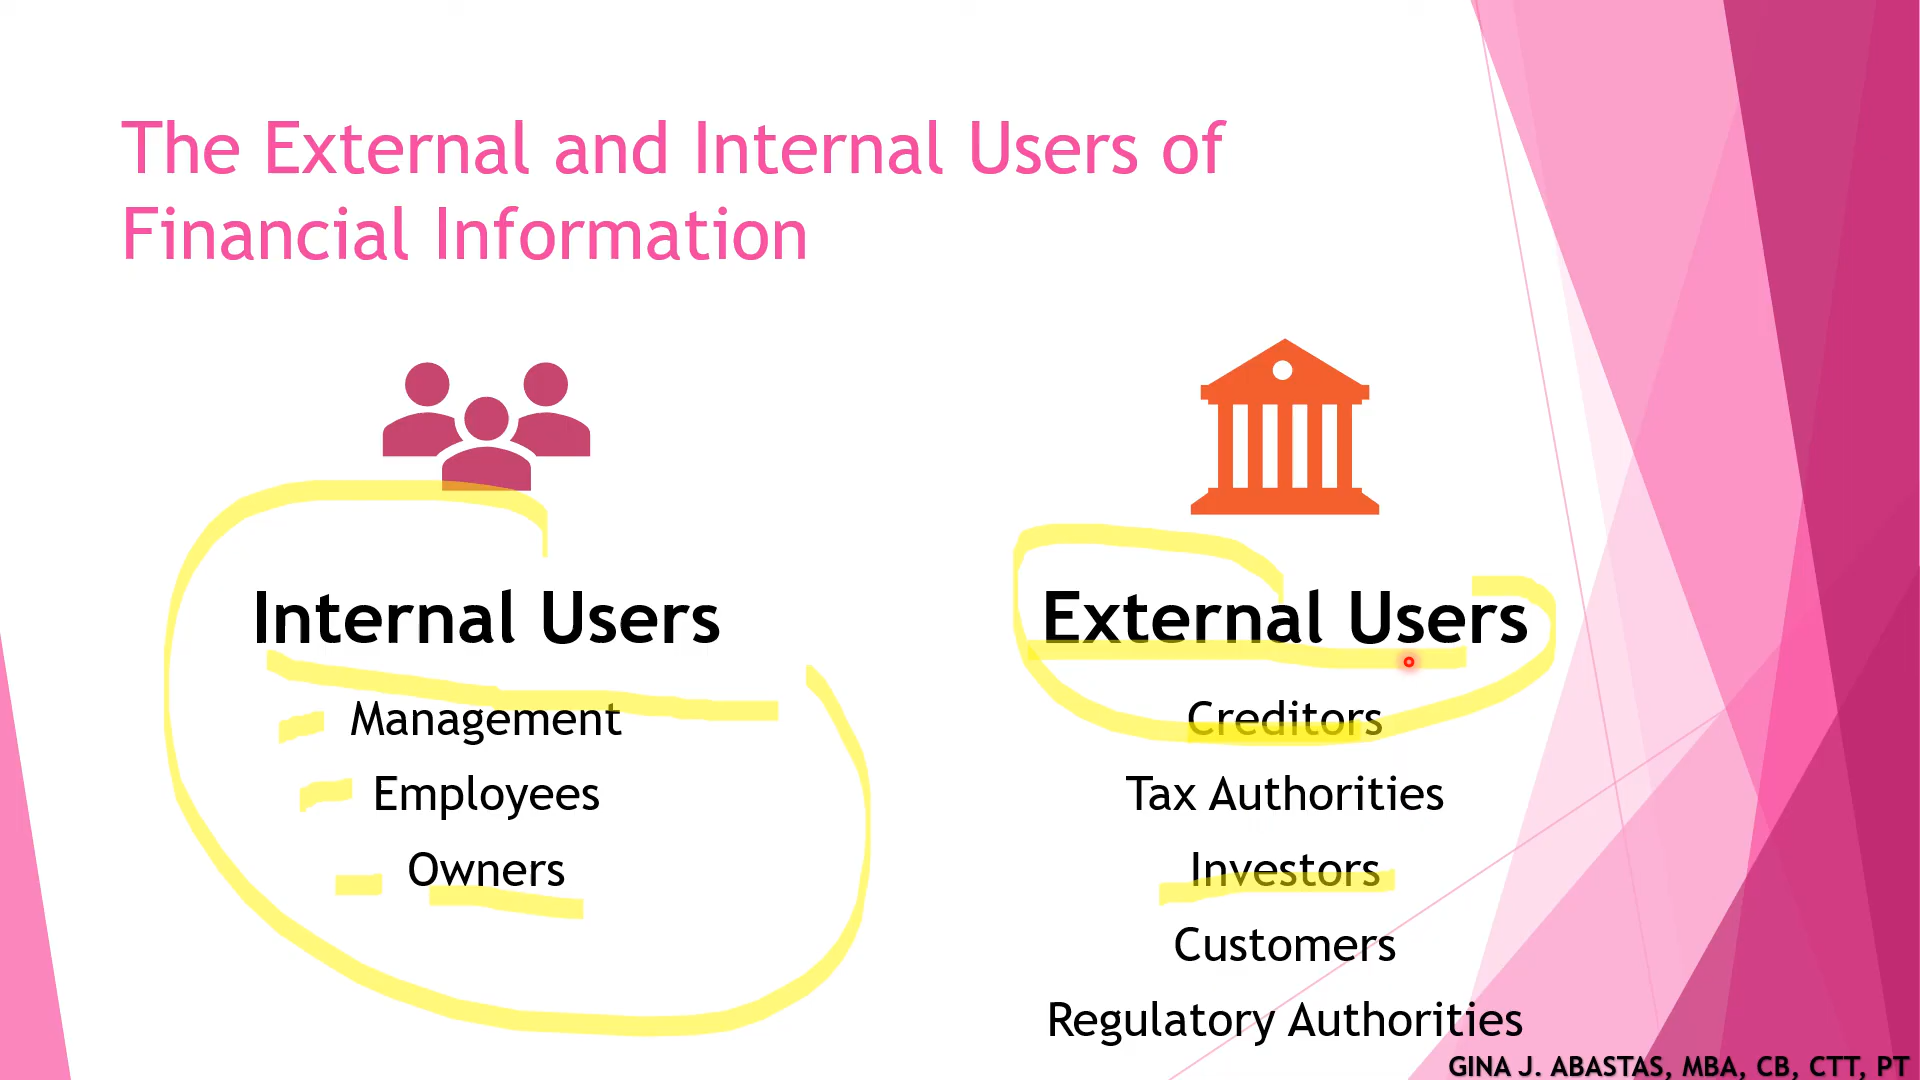 The External and Internal Users of
Financial Information
Internal Users
Management
Employees
Owners
External Users
Creditors
Tax Authorities
Investors
Customers
Regulatory Authorities
GINA J. ABASTAS, MBA, CB, CTT, PT